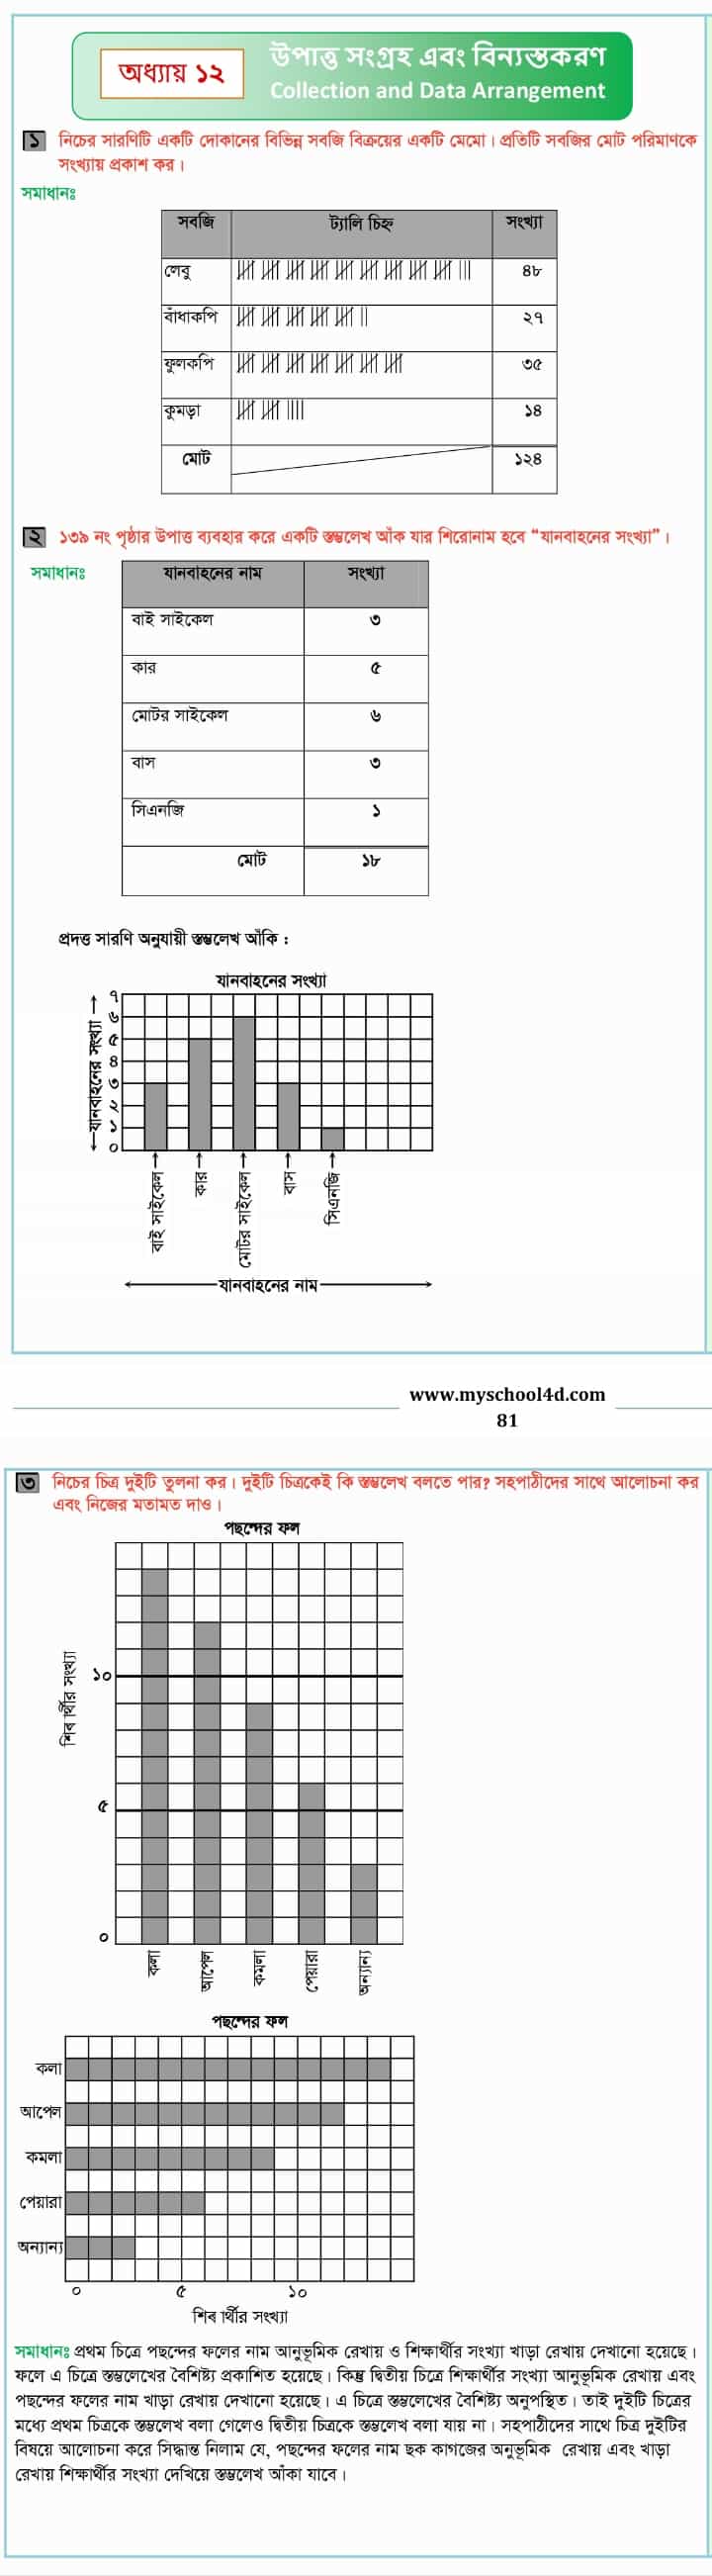 অধ্যায় ১২
উপাত্ত সংগ্রহ এবং বিন্যস্তকরণ
Collection and Data Arrangement
১ নিচের সারণিটি একটি দোকানের বিভিন্ন সবজি বিক্রয়ের একটি মেমো। প্রতিটি সবজির মোট পরিমাণকে
সংখ্যায় প্রকাশ কর।
সমাধানঃ
সবজি ট্যালি চিহ্ন সংখ্যা
লেবু ৪৮
বাঁধাকপি ২৭
ফুলকপি ৩৫
কুমড়া ১৪
মোট ১২৪
২ ১৩৯ নং পৃষ্ঠার উপাত্ত ব্যবহার করে একটি স্তম্ভলেখ আঁক যার শিরোনাম হবে “যানবাহনের সংখ্যা”।
সমাধানঃ
যানবাহনের নাম সংখ্যা
বাই সাইকেল ৩
কার ৫
মোটর সাইকেল ৬
বাস ৩
সিএনজি ১
মোট ১৮
প্রদত্ত সারণি অনুযায়ী স্তম্ভলেখ আঁকি :
যানবাহনের সংখ্যা
যানবাহনের সংখ্যা
৭
৬
৫
৪
৩
২
১
০
বাই সাইকেল
কার
মোটর সাইকেল
বাস
সিএনজি
যানবাহনের নাম
www.myschool4d.com
81
৩ নিচের চিত্র দুইটি তুলনা কর। দুইটি চিত্রকেই কি স্তম্ভলেখ বলতে পার? সহপাঠীদের সাথে আলোচনা কর
এবং নিজের মতামত দাও।
পছন্দের ফল
শিৰ র্থীর সংখ্যা
১০
৫
০
কলা
আপেল
কমলা
পেয়ারা
অন্যান্য
পছন্দের ফল
কলা
আপেল
কমলা
পেয়ারা
অন্যান্য
০ ৫ ১০
শিৰ র্থীর সংখ্যা
সমাধানঃ প্রথম চিত্রে পছন্দের ফলের নাম আনুভূমিক রেখায় ও শিক্ষার্থীর সংখ্যা খাড়া রেখায় দেখানো হয়েছে।
ফলে এ চিত্রে স্তম্ভলেখের বৈশিষ্ট্য প্রকাশিত হয়েছে। কিন্তু দ্বিতীয় চিত্রে শিক্ষার্থীর সংখ্যা আনুভূমিক রেখায় এবং
পছন্দের ফলের নাম খাড়া রেখায় দেখানো হয়েছে। এ চিত্রে স্তম্ভলেখের বৈশিষ্ট্য অনুপস্থিত। তাই দুইটি চিত্রের
মধ্যে প্রথম চিত্রকে স্তম্ভলেখ বলা গেলেও দ্বিতীয় চিত্রকে স্তম্ভলেখ বলা যায় না। সহপাঠীদের সাথে চিত্র দুইটির
বিষয়ে আলোচনা করে সিদ্ধান্ত নিলাম যে, পছন্দের ফলের নাম ছক কাগজের অনুভূমিক রেখায় এবং খাড়া
রেখায় শিক্ষার্থীর সংখ্যা দেখিয়ে স্তম্ভলেখ আঁকা যাবে।